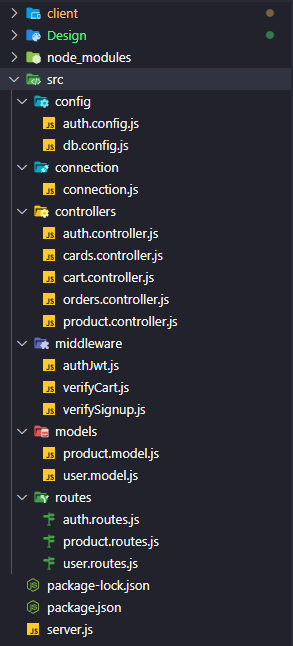 client
Design
node_modules
src
config
auth.config.js
db.config.js
connection
connection.js
controllers
auth.controller.js
cards.controller.js
cart.controller.js
orders.controller.js
product.controller.js
middleware
authJwt.js
verifyCart.js
verifySignup.js
models
product.model.js
user.model.js
routes
auth.routes.js
product.routes.js
user.routes.js
package-lock.json
package.json
server.js